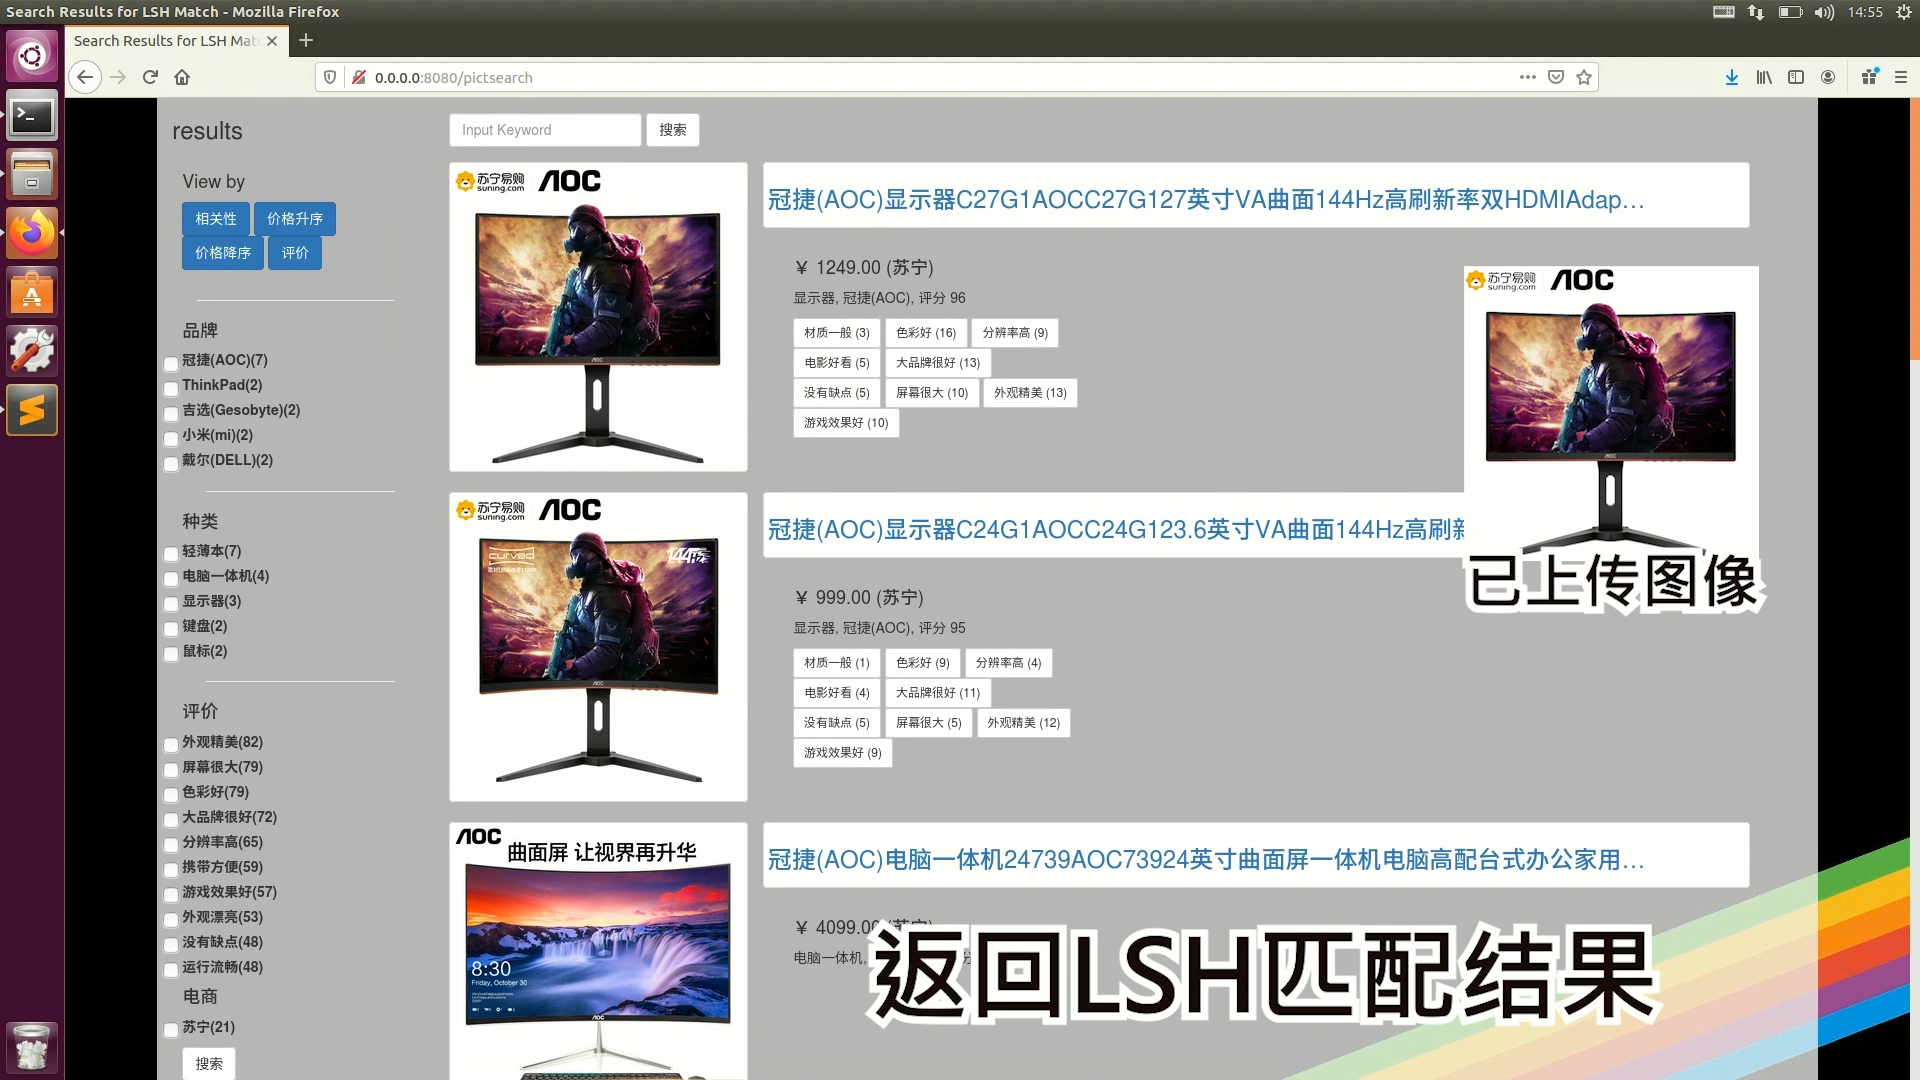 Search Results for LSH Match - Mozilla Firefox
14:55
Search Results for LSH Mat
0.0.0.0:8080/pictsearch
results
Input Keyword
搜索
View by
相关性
价格升序
价格降序
评价
品牌
冠捷(AOC)(7)
ThinkPad(2)
吉选(Gesobyte)(2)
小米(mi)(2)
戴尔(DELL)(2)
种类
轻薄本(7)
电脑一体机(4)
显示器(3)
键盘(2)
鼠标(2)
评价
外观精美(82)
屏幕很大(79)
色彩好(79)
大品牌很好(72)
分辨率高(65)
携带方便(59)
游戏效果好(57)
外观漂亮(53)
没有缺点(48)
运行流畅(48)
电商
苏宁(21)
搜索
苏宁易购
suning.com
AOC
冠捷(AOC)显示器C27G1AOCC27G127英寸VA曲面144Hz高刷新率双HDMIAdap...
¥ 1249.00 (苏宁)
显示器, 冠捷(AOC), 评分 96
材质一般 (3) 色彩好 (16) 分辨率高 (9)
电影好看 (5) 大品牌很好 (13)
没有缺点 (5) 屏幕很大 (10) 外观精美 (13)
游戏效果好 (10)
苏宁易购
suning.com
AOC
已上传图像
苏宁易购
suning.com
AOC
curved
冠捷(AOC)显示器C24G1AOCC24G123.6英寸VA曲面144Hz高刷新
¥ 999.00 (苏宁)
显示器, 冠捷(AOC), 评分 95
材质一般 (1) 色彩好 (9) 分辨率高 (4)
电影好看 (4) 大品牌很好 (11)
没有缺点 (5) 屏幕很大 (5) 外观精美 (12)
游戏效果好 (9)
AOC
曲面屏 让视界再升华
8:30
Friday, October 30
AOC
冠捷(AOC)电脑一体机24739AOC73924英寸曲面屏一体机电脑高配台式办公家用...
¥ 4099.00 (苏宁)
电脑一体机,
返回LSH匹配结果